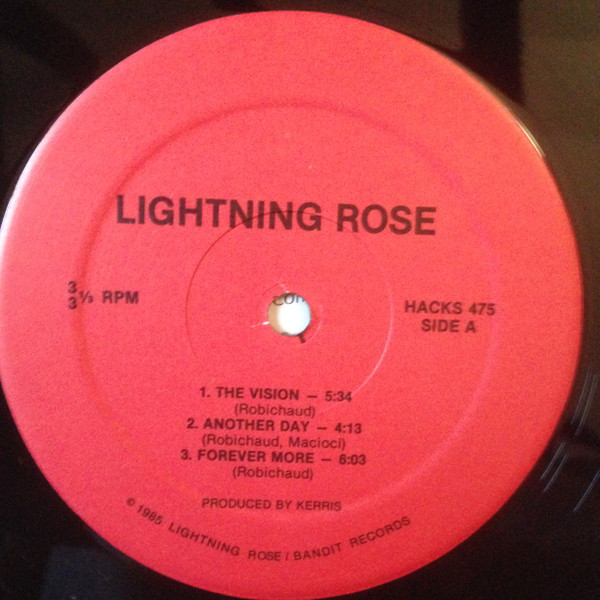 LIGHTNING ROSE
33⅓ RPM
HACKS 475
SIDE A
1. THE VISION — 5:34
(Robichaud)
2. ANOTHER DAY — 4:13
(Robichaud, Macioci)
3. FOREVER MORE — 6:03
(Robichaud)
PRODUCED BY KERRIS
© 1985 LIGHTNING ROSE / BANDIT RECORDS